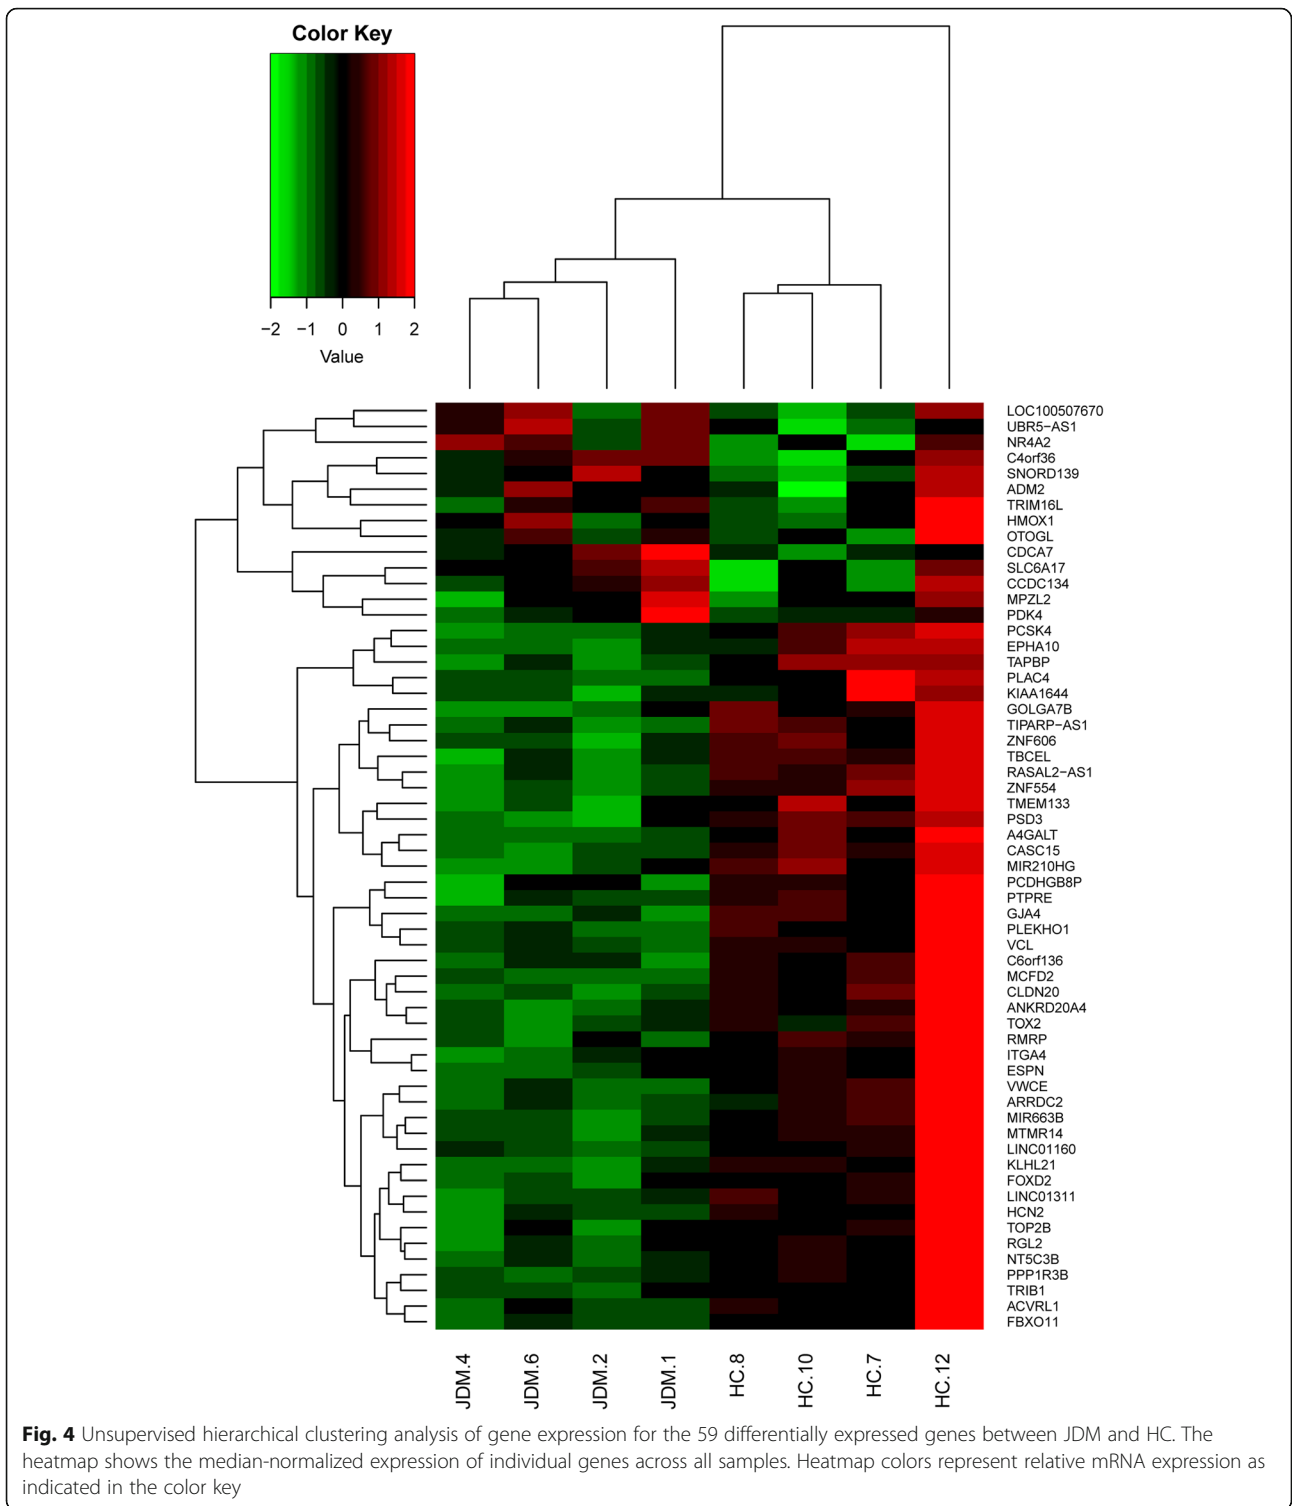 Color Key
−2 −1 0 1 2
Value
LOC100507670
UBR5−AS1
NR4A2
C4orf36
SNORD139
ADM2
TRIM16L
HMOX1
OTOGL
CDCA7
SLC6A17
CCDC134
MPZL2
PDK4
PCSK4
EPHA10
TAPBP
PLAC4
KIAA1644
GOLGA7B
TIPARP−AS1
ZNF606
TBCEL
RASAL2−AS1
ZNF554
TMEM133
PSD3
A4GALT
CASC15
MIR210HG
PCDHGB8P
PTPRE
GJA4
PLEKHO1
VCL
C6orf136
MCFD2
CLDN20
ANKRD20A4
TOX2
RMRP
ITGA4
ESPN
VWCE
ARRDC2
MIR663B
MTMR14
LINC01160
KLHL21
FOXD2
LINC01311
HCN2
TOP2B
RGL2
NT5C3B
PPP1R3B
TRIB1
ACVRL1
FBXO11
JDM.4 JDM.6 JDM.2 JDM.1 HC.8 HC.10 HC.7 HC.12
Fig. 4 Unsupervised hierarchical clustering analysis of gene expression for the 59 differentially expressed genes between JDM and HC. The
heatmap shows the median-normalized expression of individual genes across all samples. Heatmap colors represent relative mRNA expression as
indicated in the color key